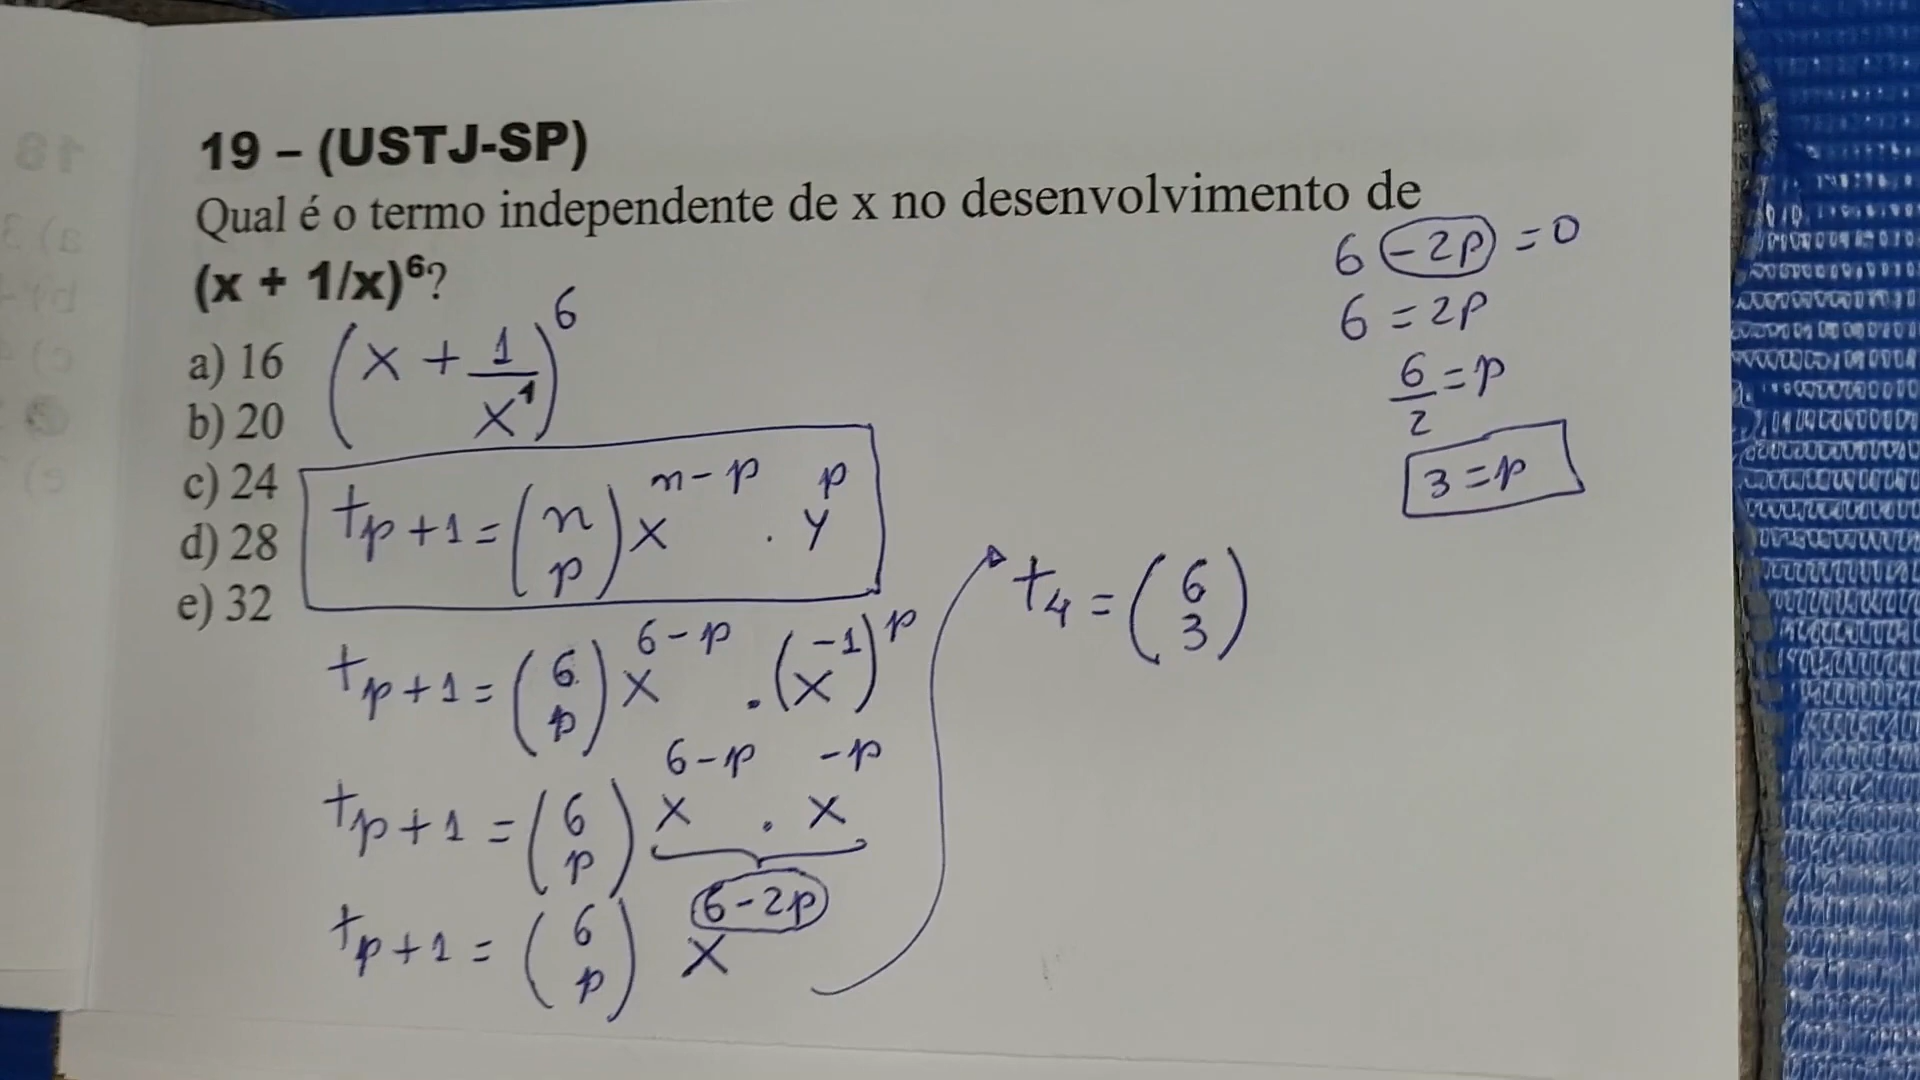 19 – (USTJ-SP)
Qual é o termo independente de x no desenvolvimento de
(x + 1/x)⁶?
a) 16
b) 20
c) 24
d) 28
e) 32
(x + 1/x¹)⁶
tp+1 = (n p) x^n-p . y^p
tp+1 = (6 p) x^6-p . (x^-1)^p
tp+1 = (6 p) x^6-p . x^-p
tp+1 = (6 p) x^6-2p
6 -2p = 0
6 = 2p
6/2 = p
3 = p
t4 = (6 3)